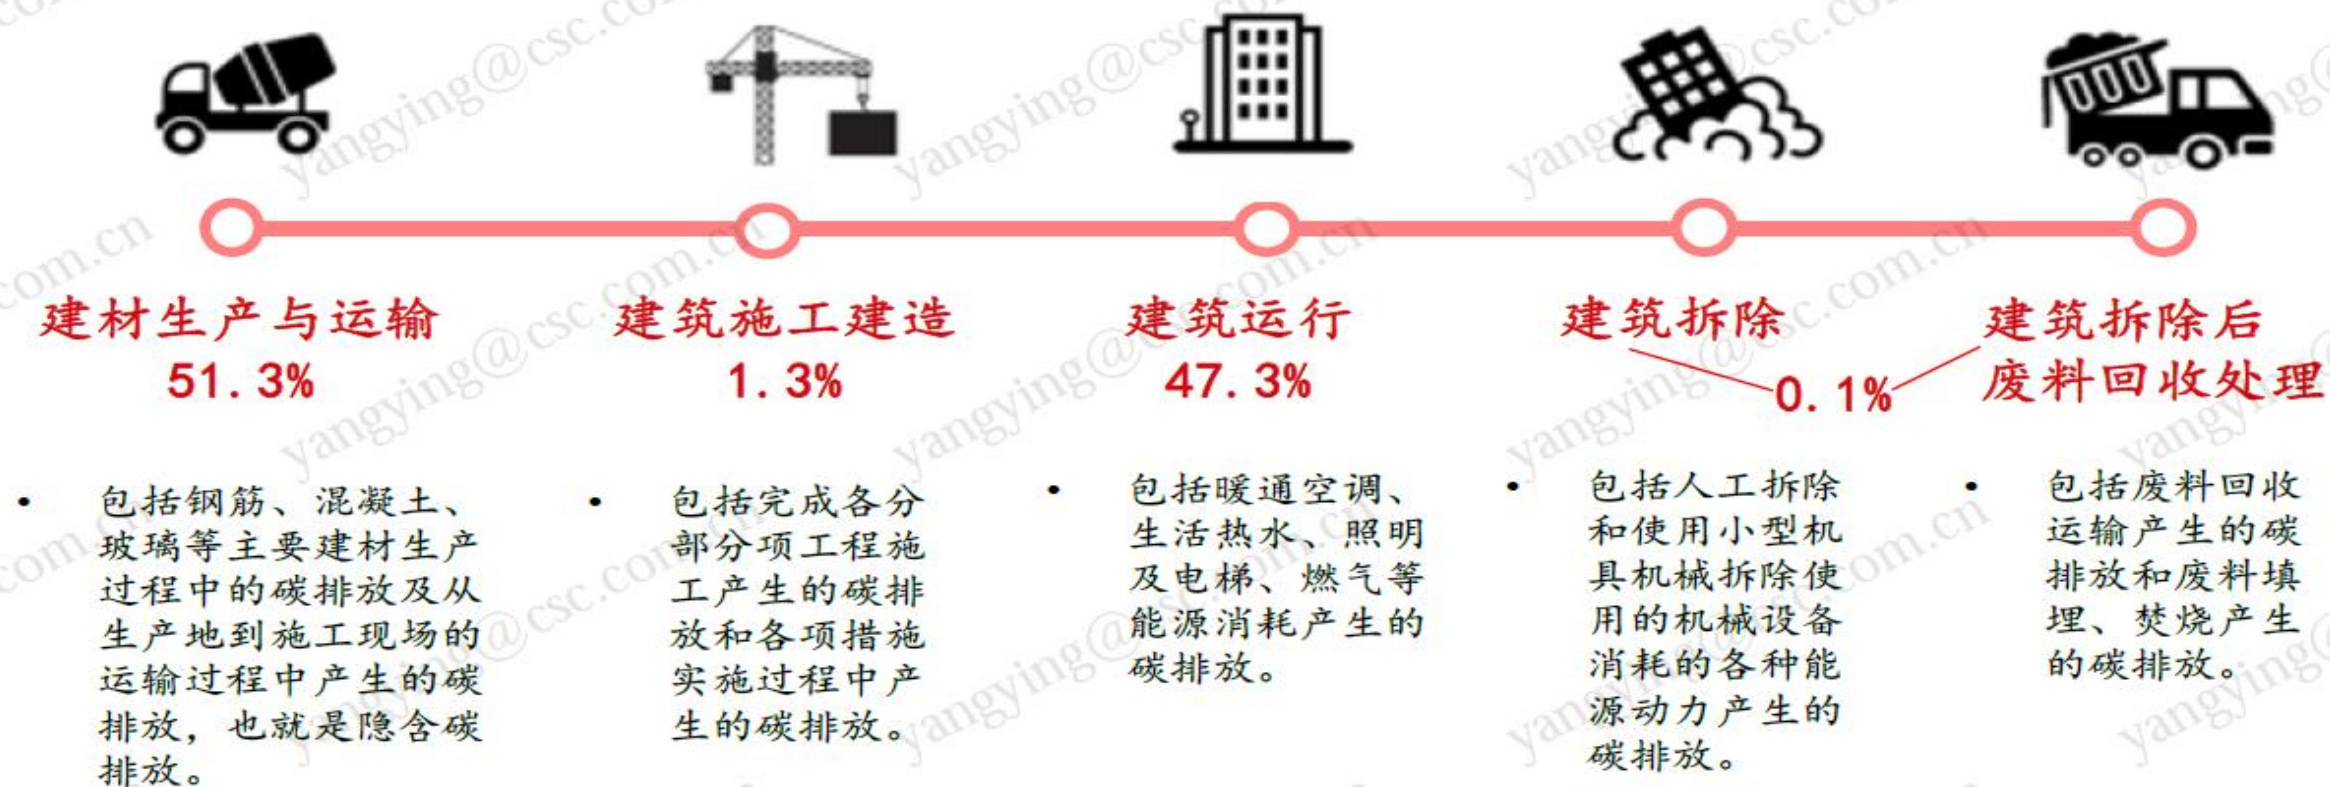 建材生产与运输
51.3%
建筑施工建造
1.3%
建筑运行
47.3%
建筑拆除
建筑拆除后
废料回收处理
0.1%
• 包括钢筋、混凝土、
玻璃等主要建材生产
过程中的碳排放及从
生产地到施工现场的
运输过程中产生的碳
排放，也就是隐含碳
排放。
• 包括完成各分
部分项工程施
工产生的碳排
放和各项措施
实施过程中产
生的碳排放。
• 包括暖通空调、
生活热水、照明
及电梯、燃气等
能源消耗产生的
碳排放。
• 包括人工拆除
和使用小型机
具机械拆除使
用的机械设备
消耗的各种能
源动力产生的
碳排放。
• 包括废料回收
运输产生的碳
排放和废料填
埋、焚烧产生
的碳排放。
yangying@csc.com.cn